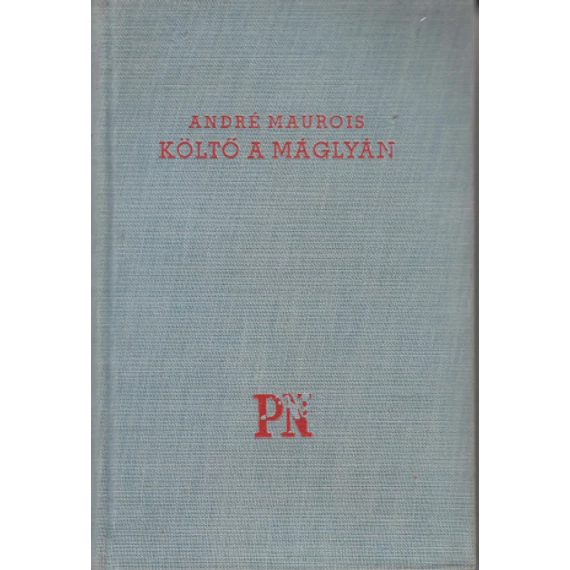 ANDRÉ MAUROIS
KÖLTŐ A MÁGLYÁN
PN